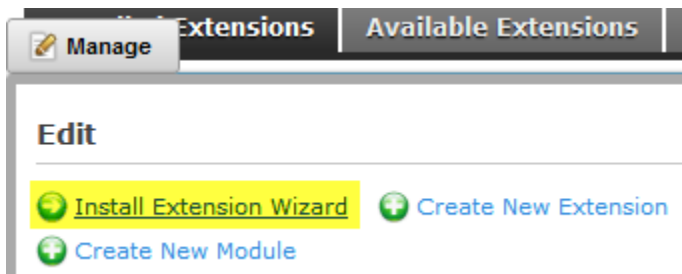 Extensions Available Extensions
Manage
Edit
Install Extension Wizard Create New Extension
Create New Module